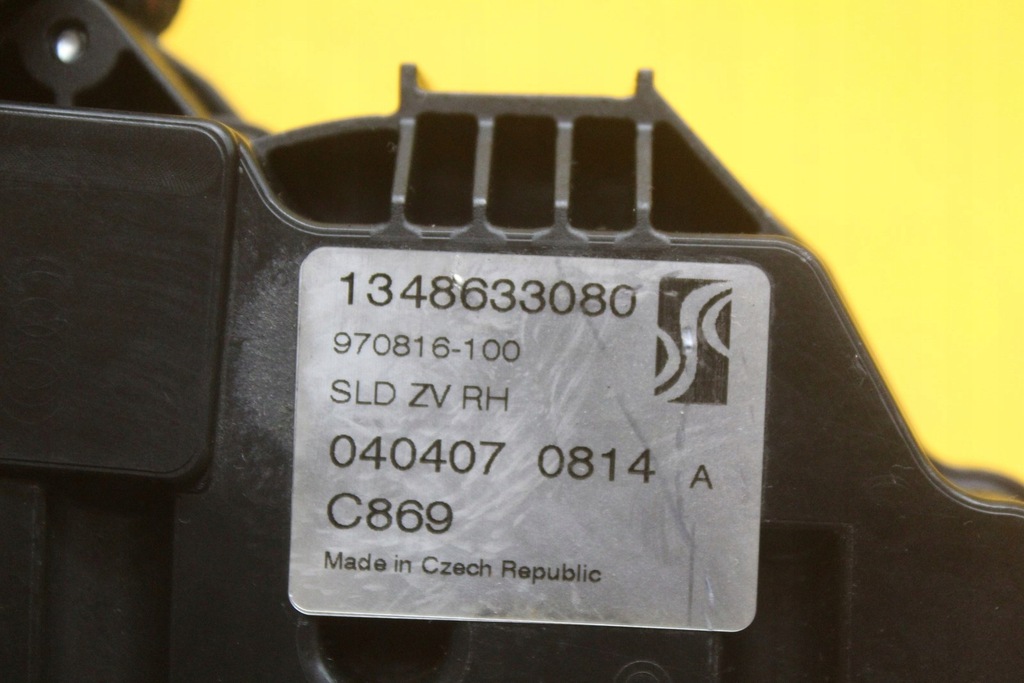 1348633080
970816-100
SLD ZV RH
040407 0814 A
C869
Made in Czech Republic